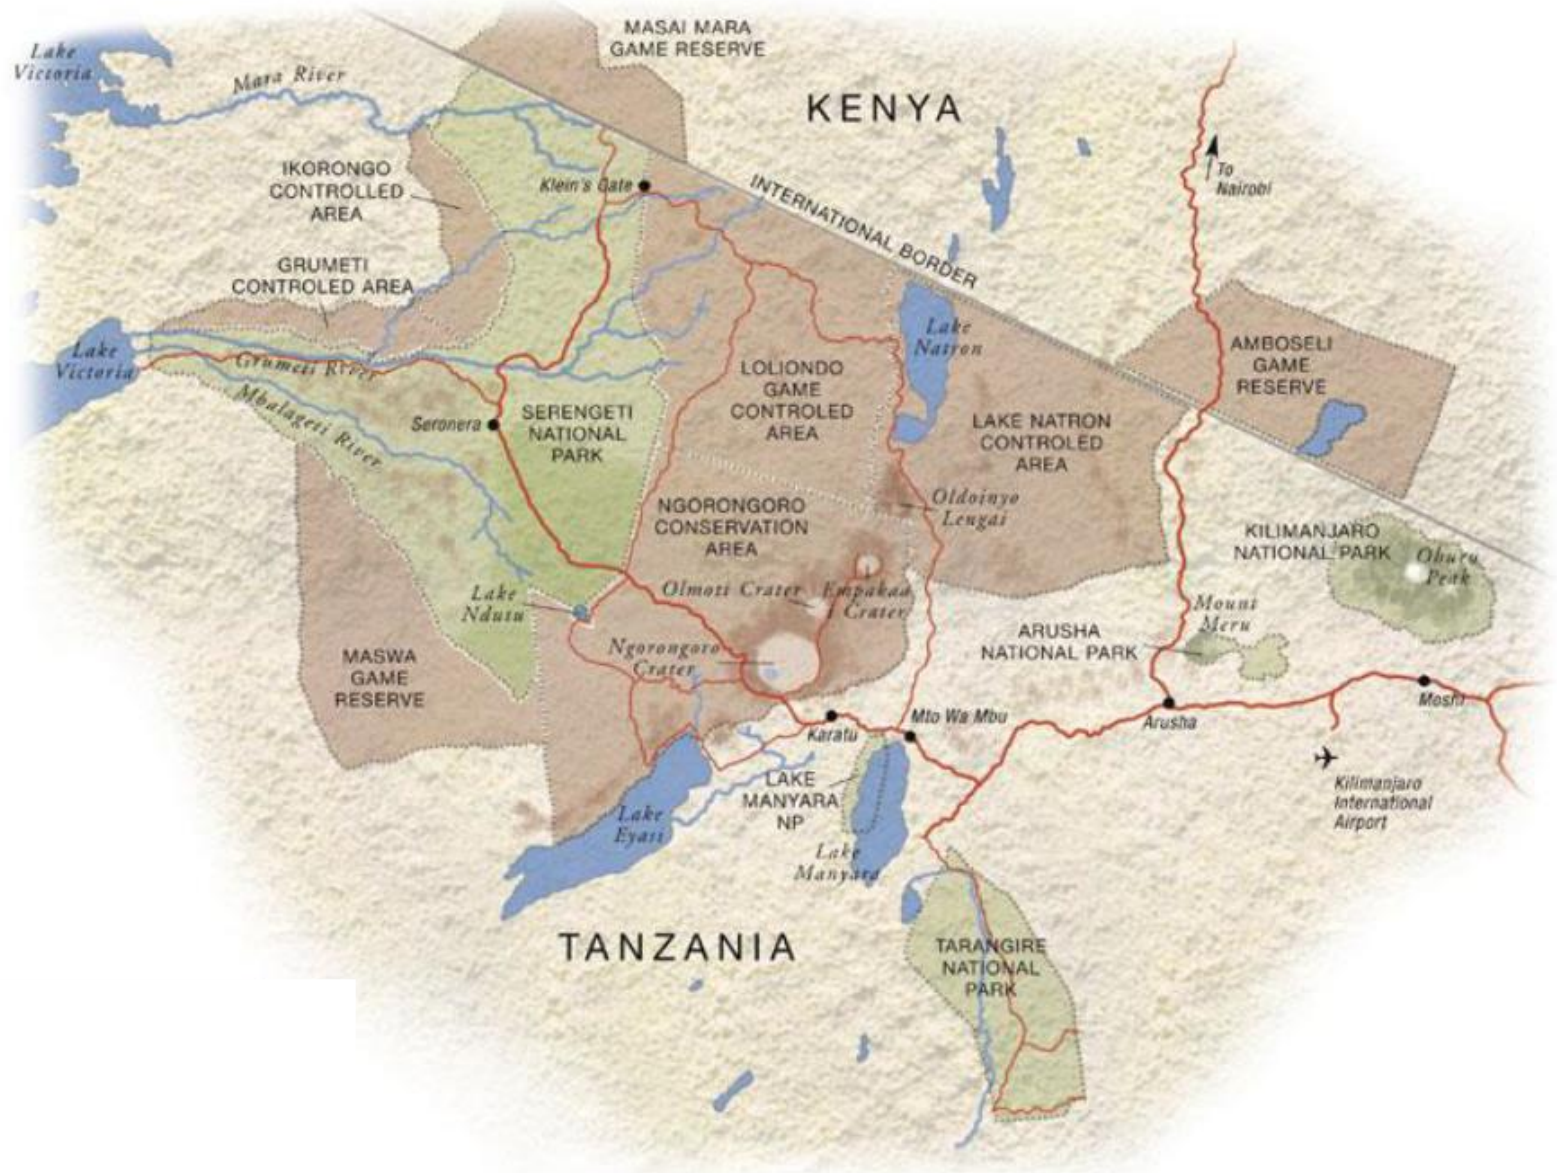 MASAI MARA
GAME RESERVE
Lake
Victoria
Mara River
KENYA
IKORONGO
CONTROLLED
AREA
Klein's Gate
INTERNATIONAL BORDER
To
Nairobi
GRUMETI
CONTROLED AREA
Lake
Victoria
Grumeti River
Mbalageti River
Lake
Natron
AMBOSELI
GAME
RESERVE
LOLIONDO
GAME
CONTROLED
AREA
Seronera
SERENGETI
NATIONAL
PARK
LAKE NATRON
CONTROLED
AREA
NGORONGORO
CONSERVATION
AREA
Oldoinyo
Lengai
KILIMANJARO
NATIONAL PARK
Ohuru
Peak
Lake
Ndutu
Olmoti Crater
Empakaa
i Crater
Mount
Meru
ARUSHA
NATIONAL PARK
Ngorongoro
Crater
MASWA
GAME
RESERVE
Karatu
Mto Wa Mbu
Arusha
Moshi
LAKE
MANYARA
NP
Kilimanjaro
International
Airport
Lake
Eyasi
Lake
Manyara
TANZANIA
TARANGIRE
NATIONAL
PARK